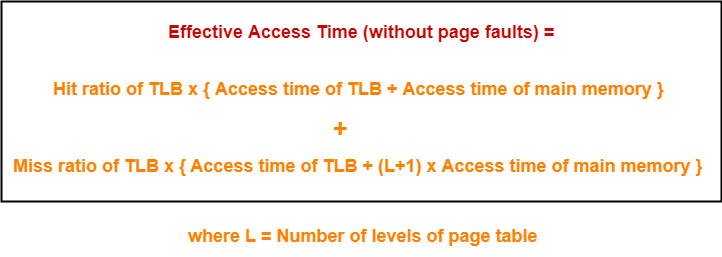 Effective Access Time (without page faults) =
Hit ratio of TLB x { Access time of TLB + Access time of main memory }
+
Miss ratio of TLB x { Access time of TLB + (L+1) x Access time of main memory }
where L = Number of levels of page table